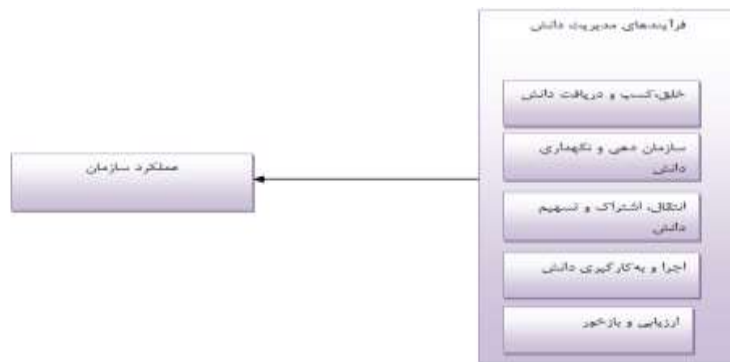 فرآیندهای مدیریت دانش
خلق،کسب و دریافت دانش
سازمان دهی و نگهداری
دانش
انتقال، اشتراک و تسهیم
دانش
اجرا و به‌کارگیری دانش
ارزیابی و بازخور
عملکرد سازمان